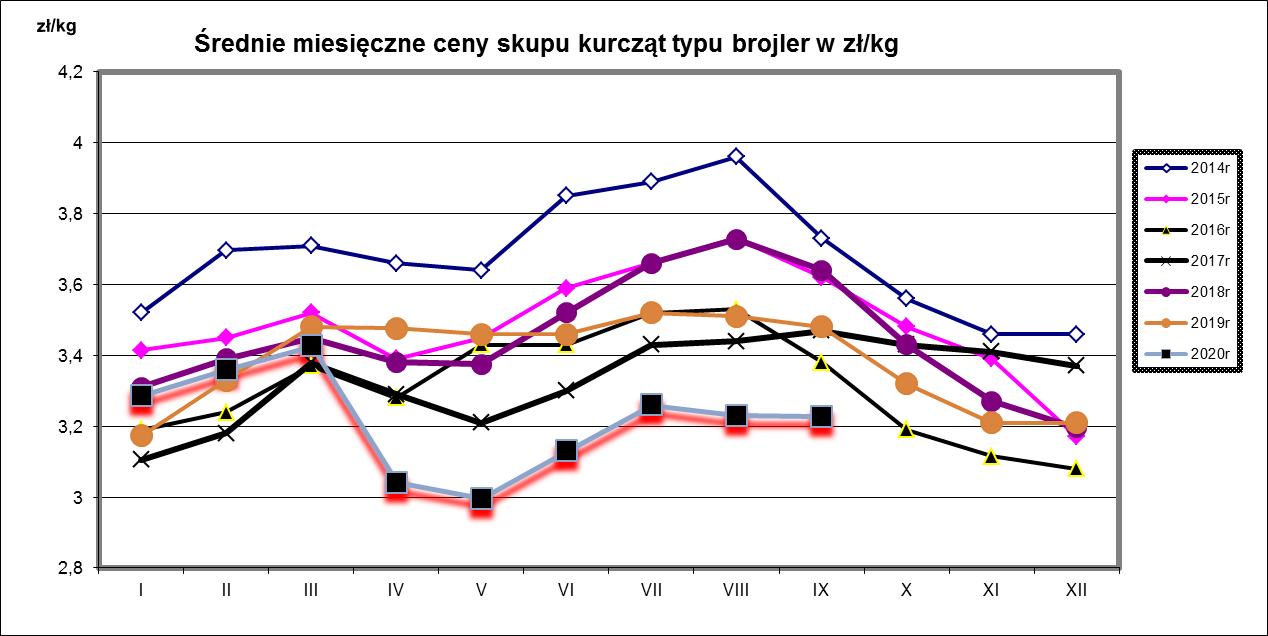 zł/kg
Średnie miesięczne ceny skupu kurcząt typu brojler w zł/kg
4,2
4
3,8
3,6
3,4
3,2
3
2,8
I II III IV V VI VII VIII IX X XI XII
2014r
2015r
2016r
2017r
2018r
2019r
2020r